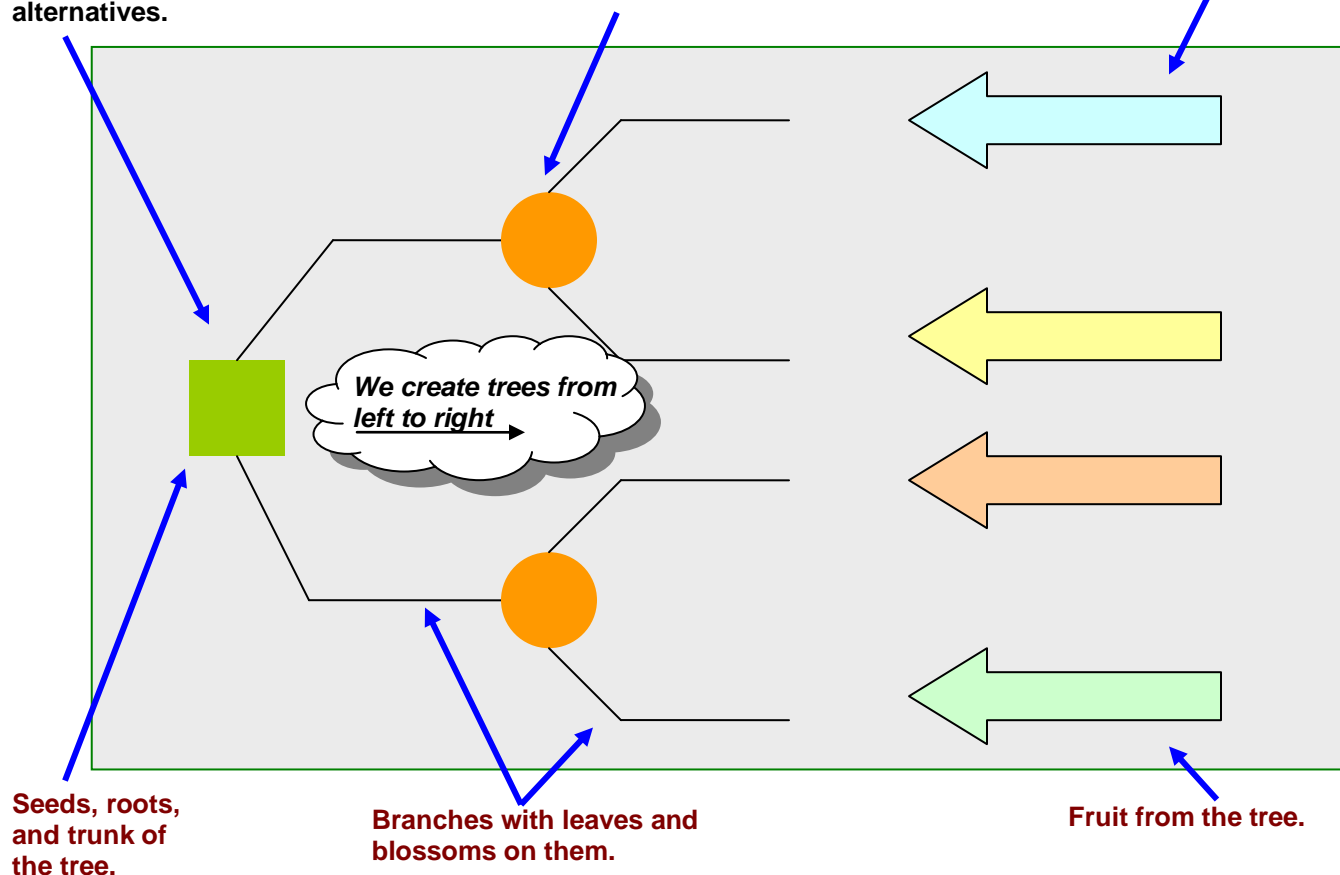 alternatives.
We create trees from
left to right
Seeds, roots,
and trunk of
the tree.
Branches with leaves and
blossoms on them.
Fruit from the tree.